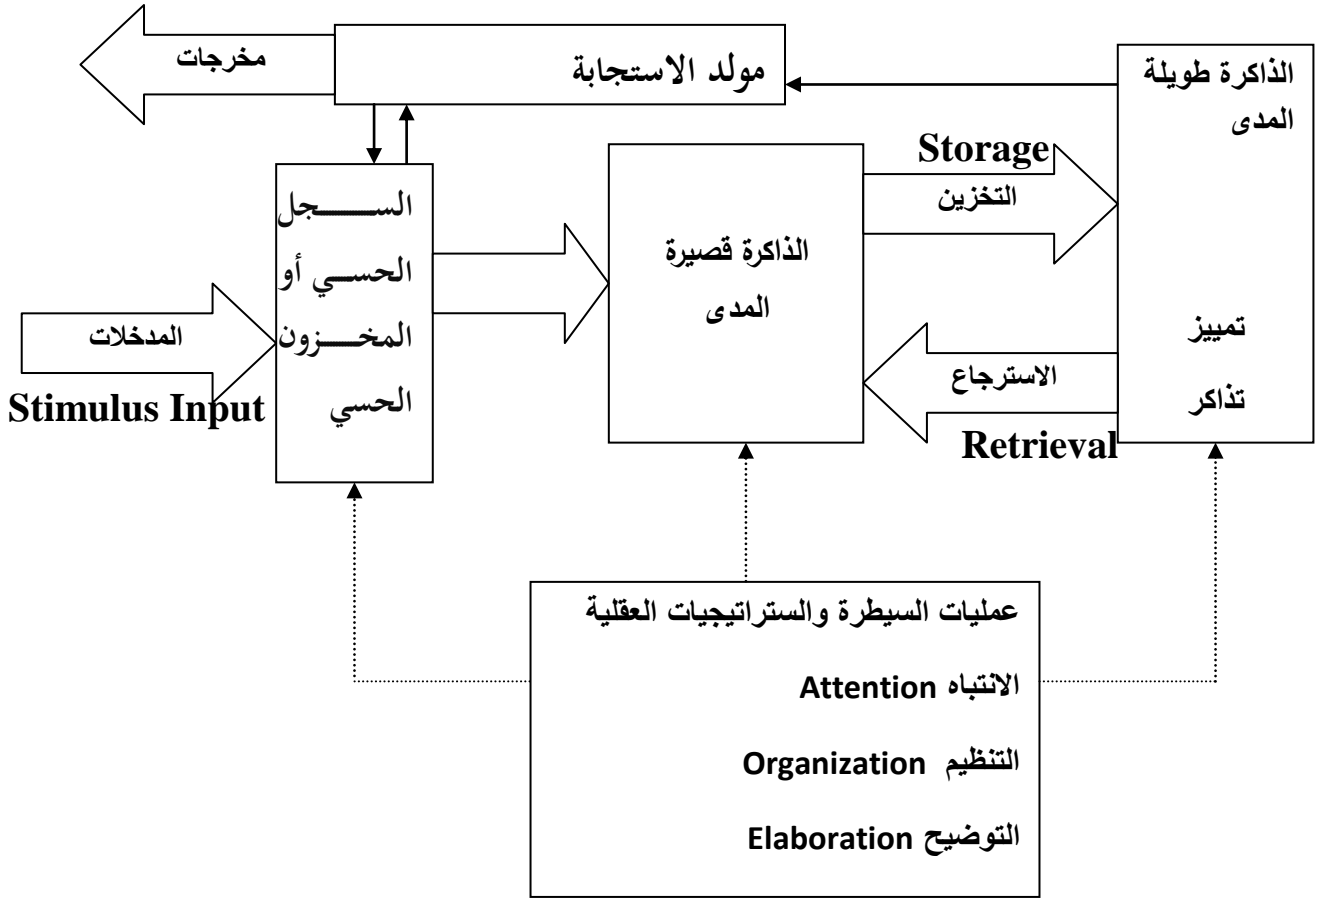 مخرجات
مولد الاستجابة
الذاكرة طويلة
المدى
تمييز
تذاكر
Storage
التخزين
الاسترجاع
Retrieval
الذاكرة قصيرة
المدى
السجل
الحسي أو
المخزون
الحسي
المدخلات
Stimulus Input
عمليات السيطرة والستراتيجيات العقلية
الانتباه Attention
التنظيم Organization
التوضيح Elaboration